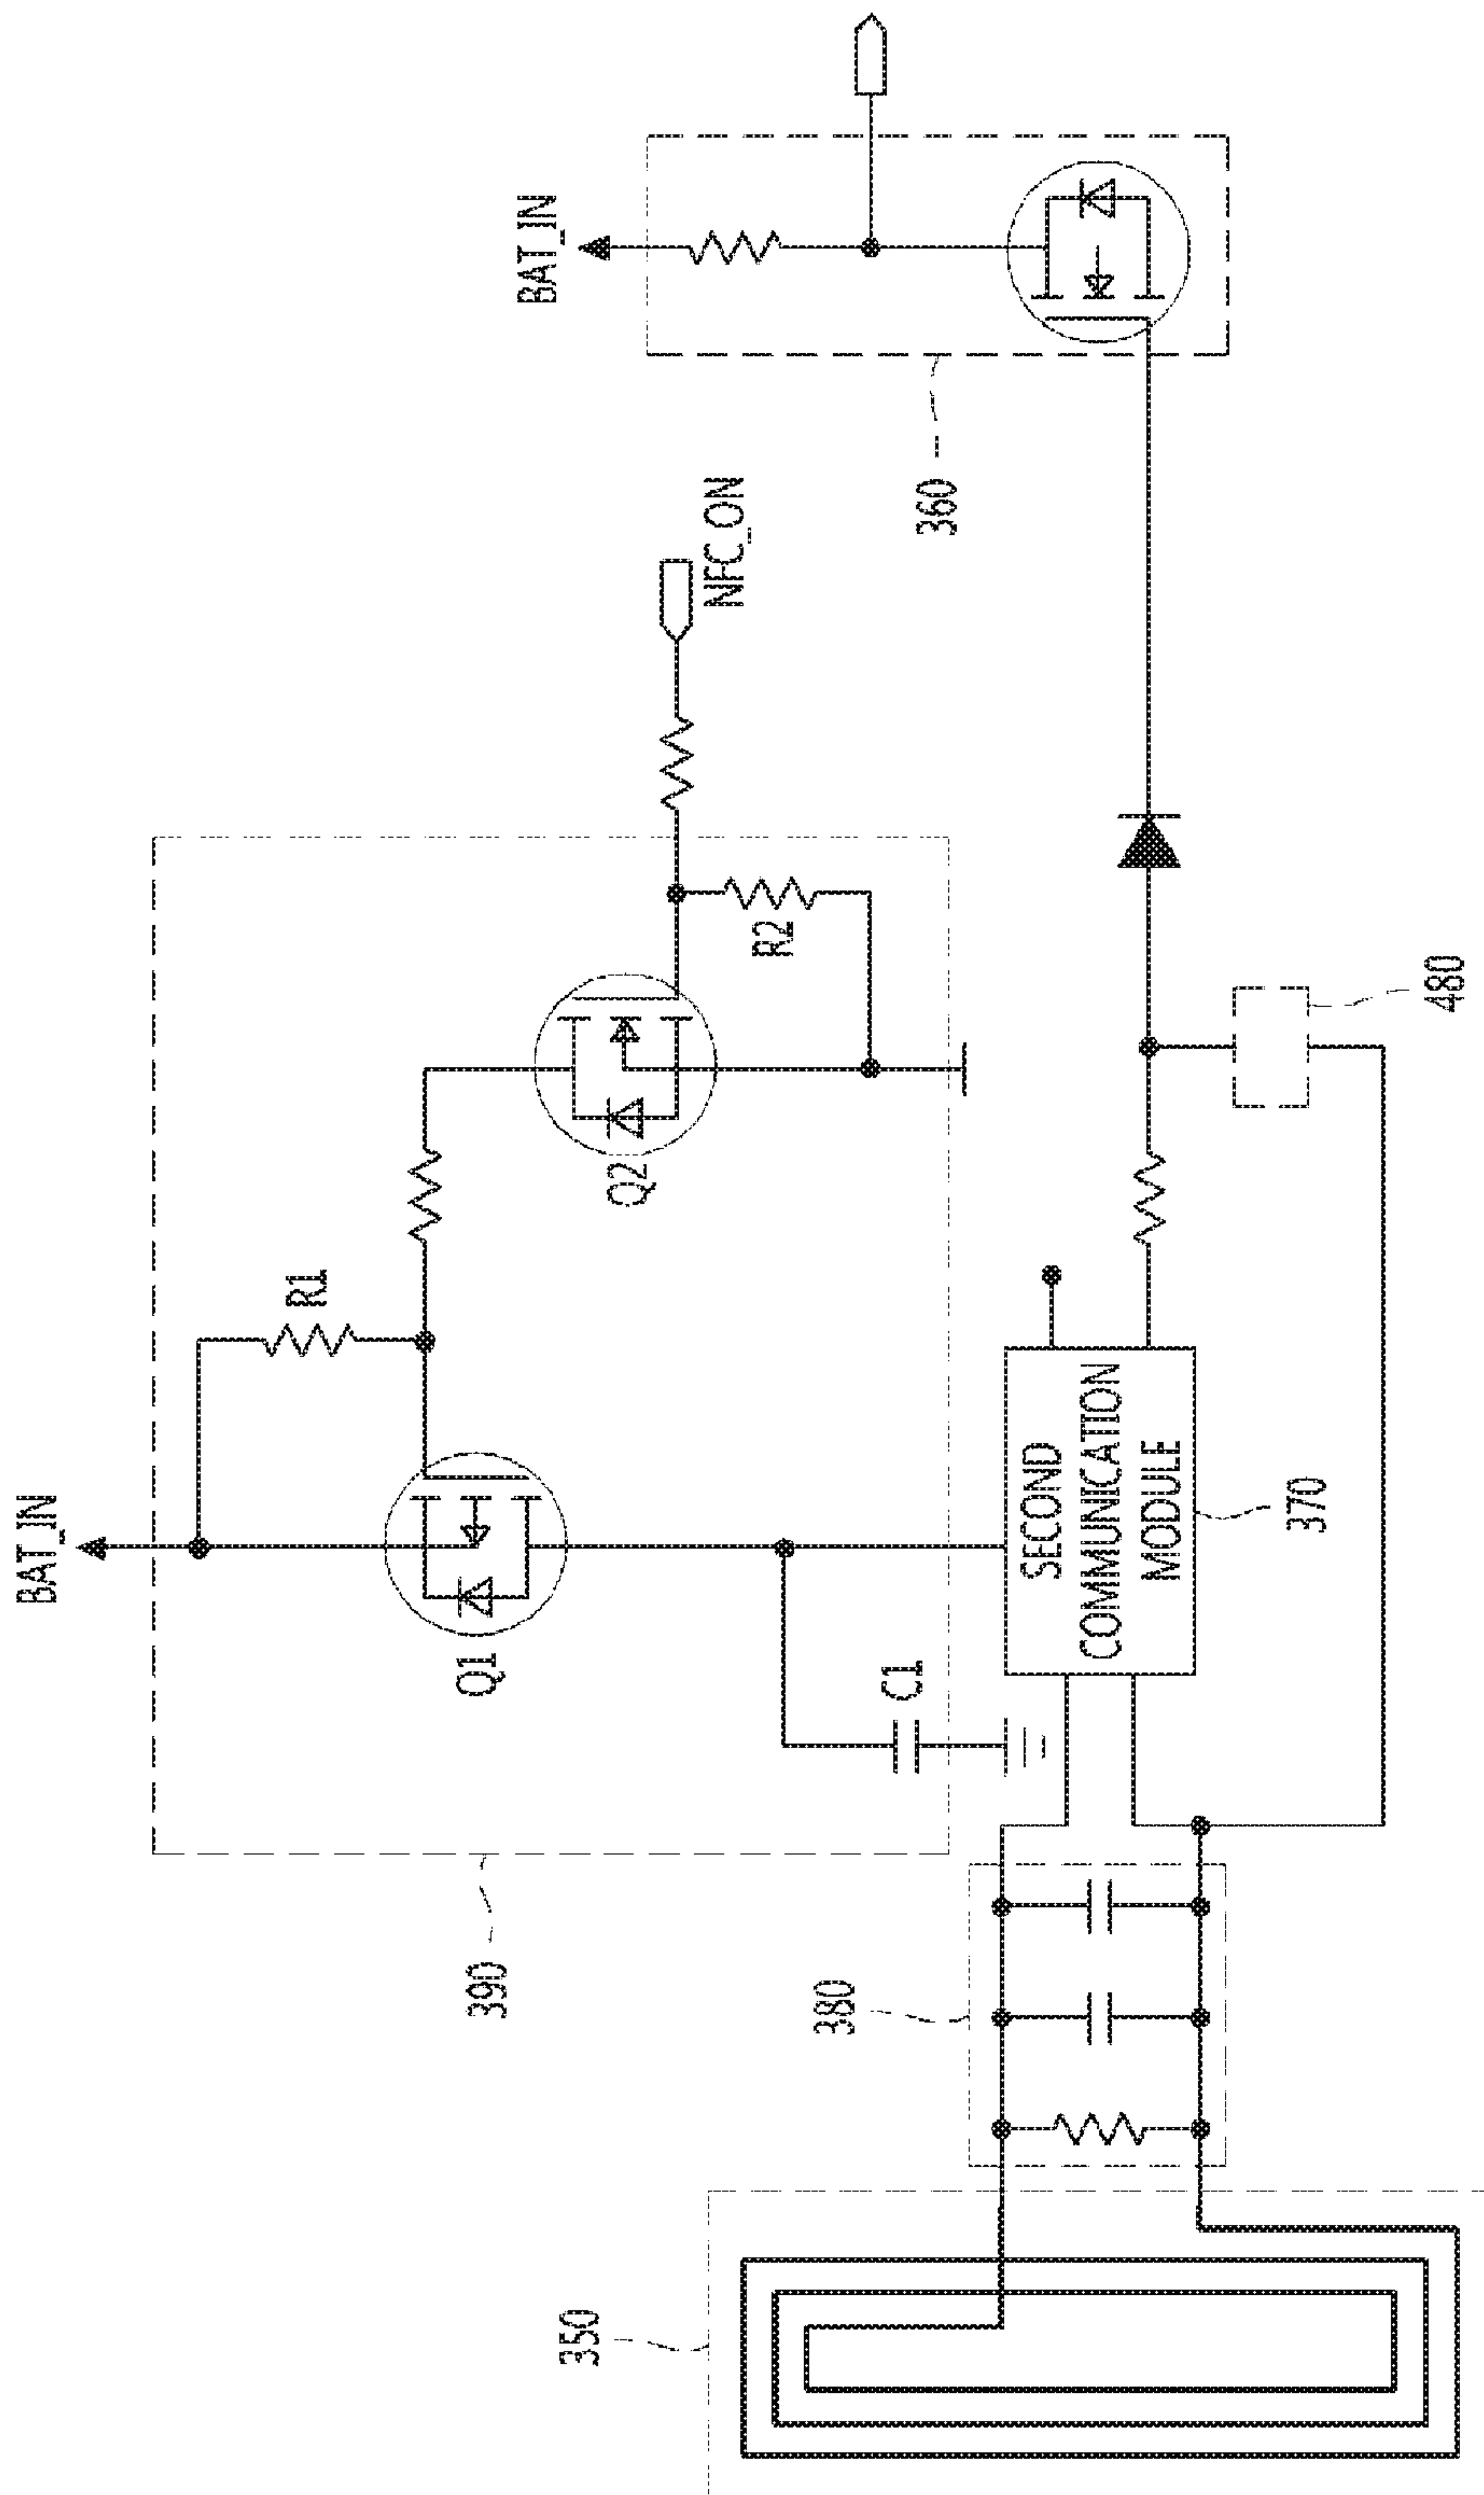 BAT_IN
BAT_IN
NFC_ON
360
R2
480
Q2
R1
Q1
C1
SECOND
COMMUNICATION
MODULE
370
390
380
350